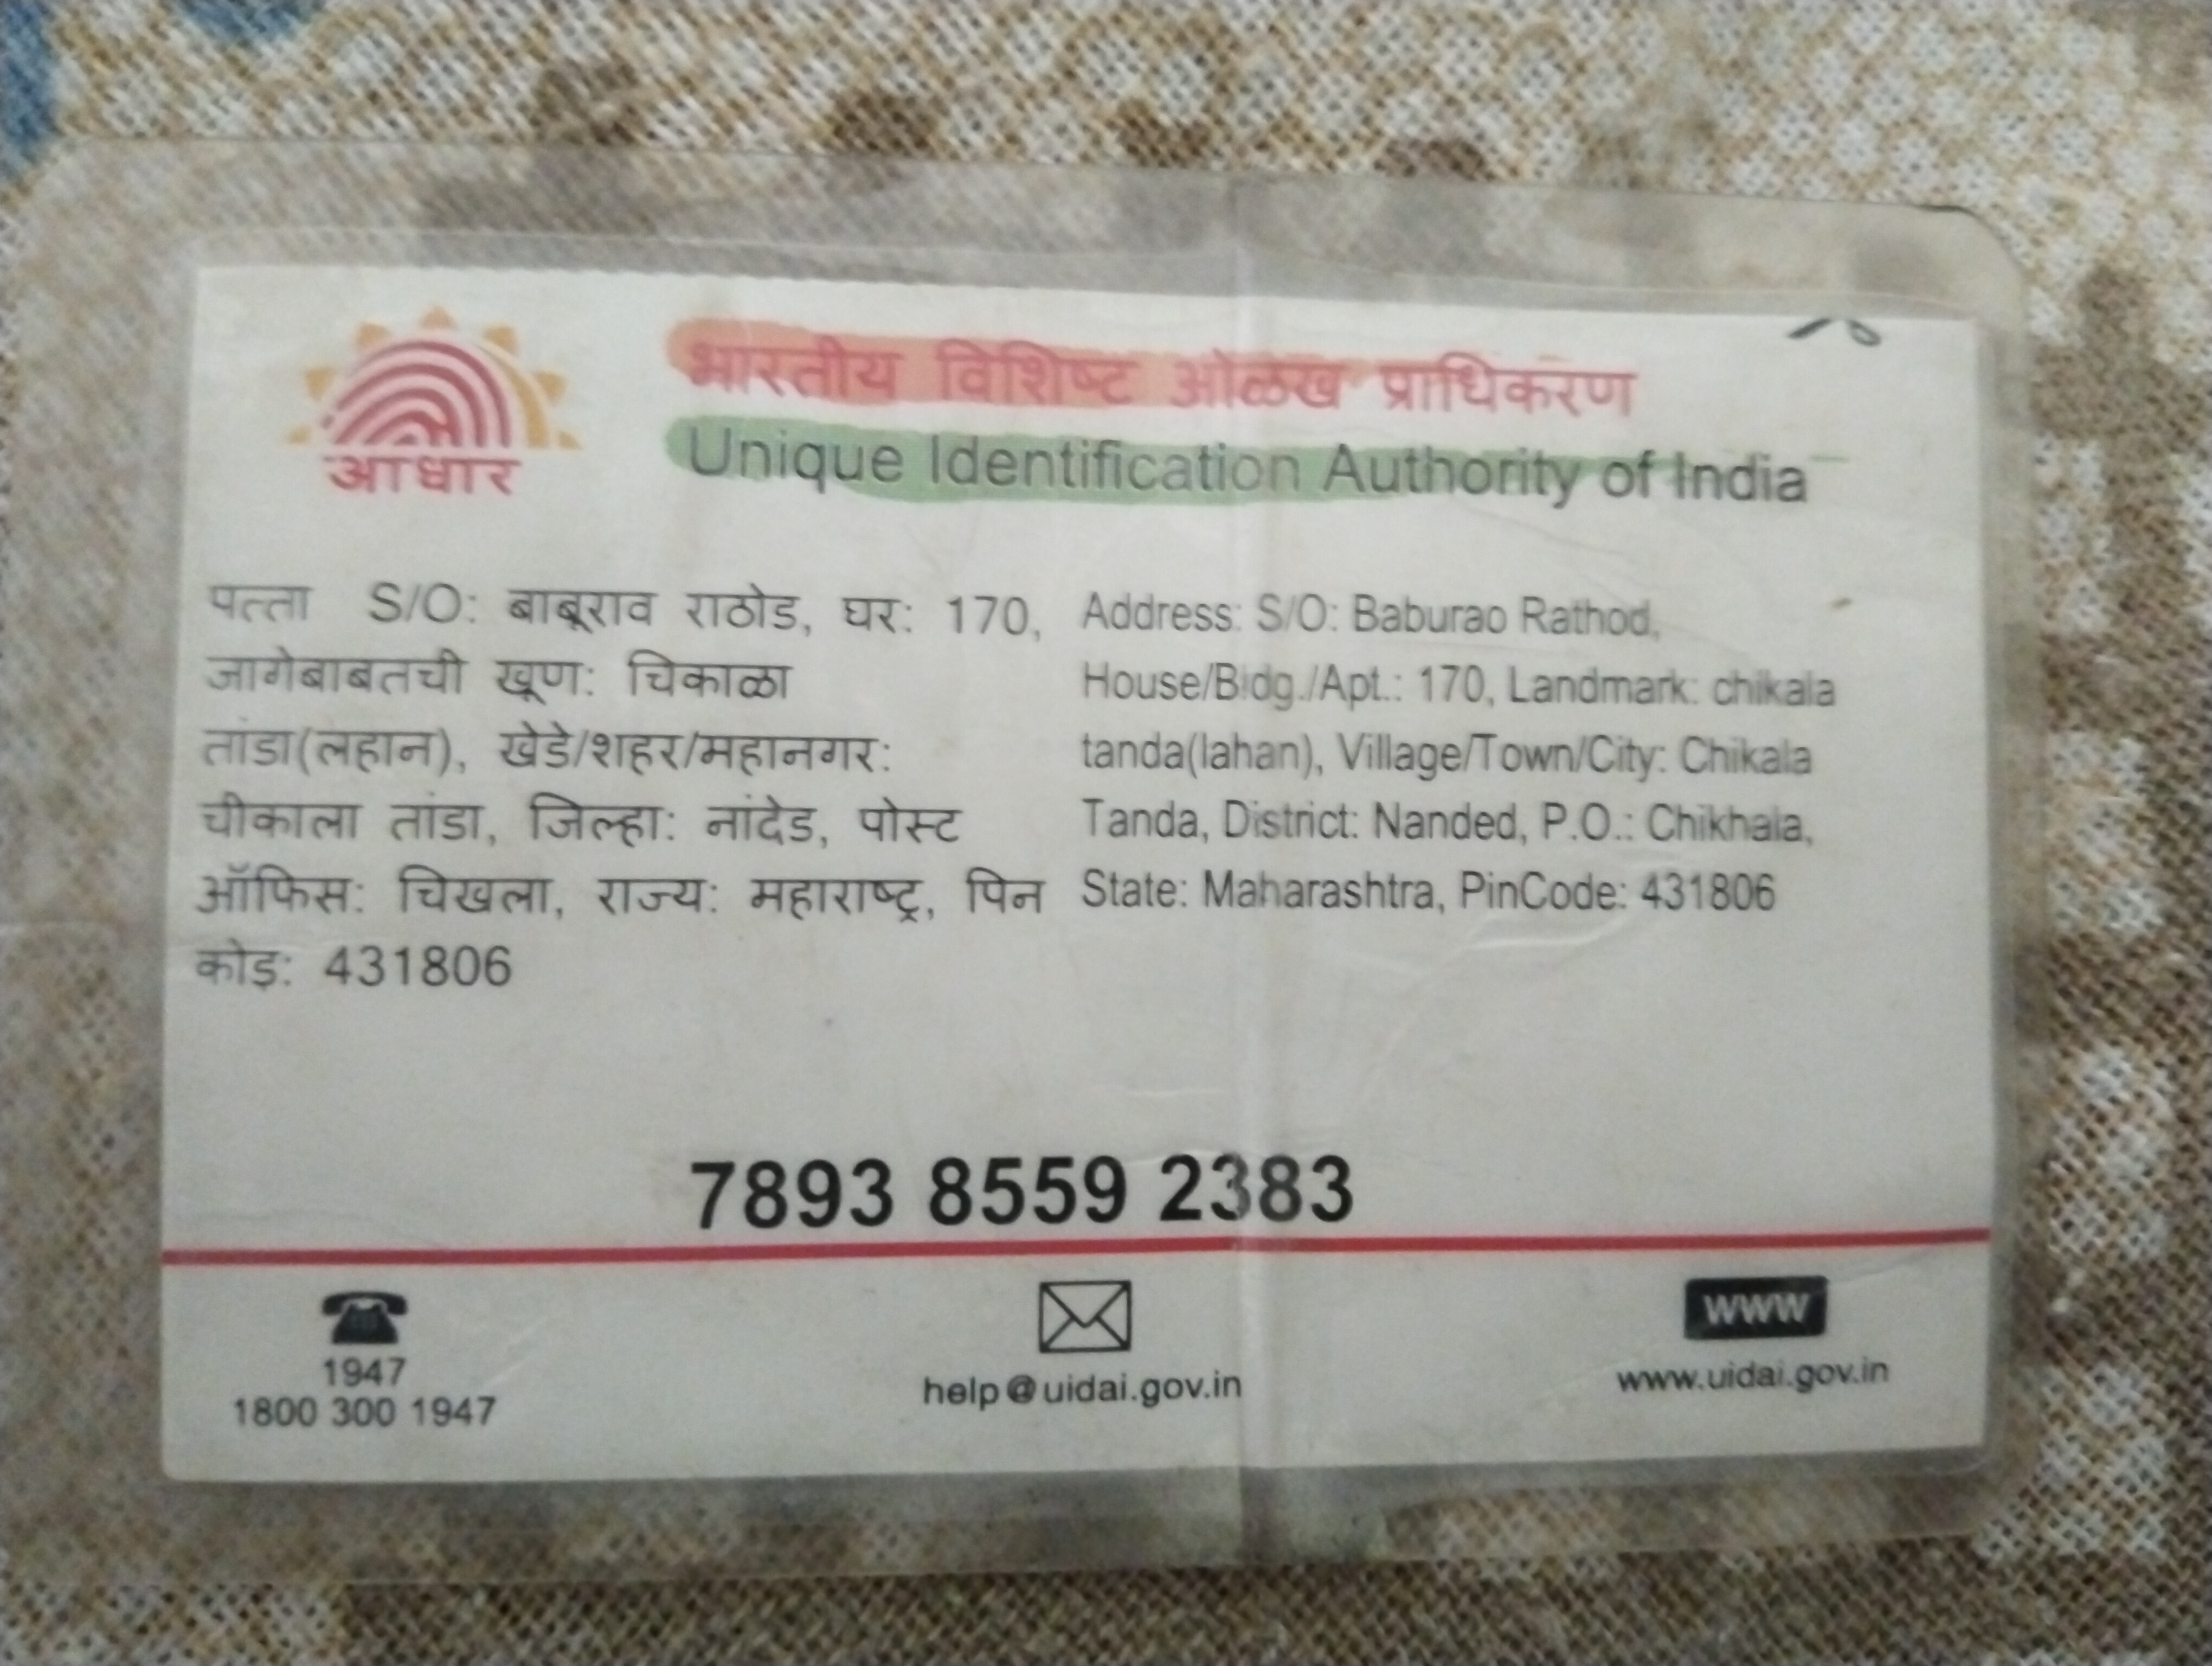 आधार
भारतीय विशिष्ट ओळख प्राधिकरण
Unique Identification Authority of India
पत्ता S/O: बाबूराव राठोड, घर: 170,
जागेबाबतची खूण: चिकाळा
तांडा(लहान), खेडे/शहर/महानगर:
चीकाला तांडा, जिल्हा: नांदेड, पोस्ट
ऑफिस: चिखला, राज्य: महाराष्ट्र, पिन
कोड: 431806
Address: S/O: Baburao Rathod,
House/Bldg./Apt.: 170, Landmark: chikala
tanda(lahan), Village/Town/City: Chikala
Tanda, District: Nanded, P.O.: Chikhala,
State: Maharashtra, PinCode: 431806
7893 8559 2383
1947
1800 300 1947
help@uidai.gov.in
www
www.uidai.gov.in